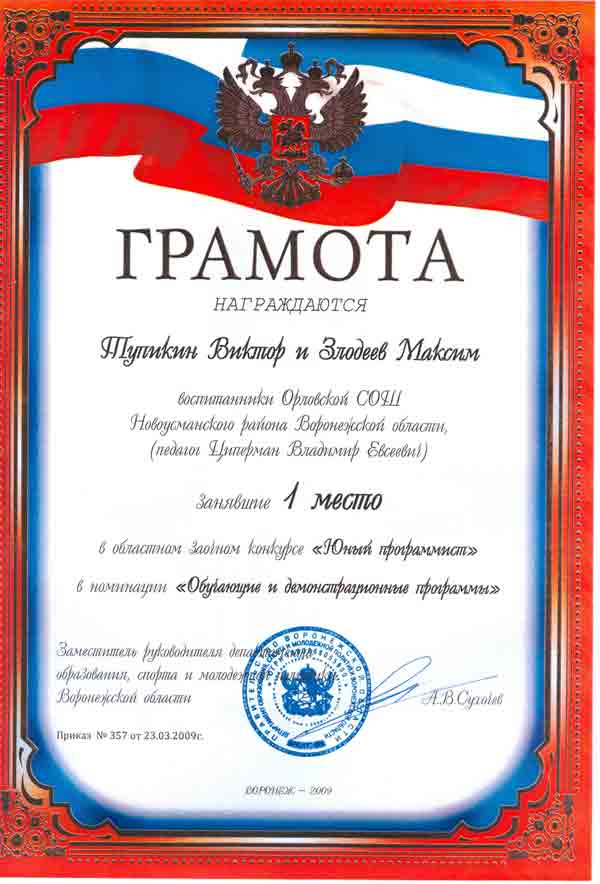 ГРАМОТА
НАГРАЖДАЮТСЯ
Тупикин Виктор и Злодеев Максим
воспитанники Орловской СОШ
Новоусманского района Воронежской области,
(педагог Циперман Владимир Евсеевич)
занявшие 1 место
в областном заочном конкурсе «Юный программист»
в номинации «Обучающие и демонстрационные программы»
Заместитель руководителя департамента
образования, спорта и молодежной политики
Воронежской области
А.В.Сухочев
Приказ № 357 от 23.03.2009г.
ВОРОНЕЖ – 2009